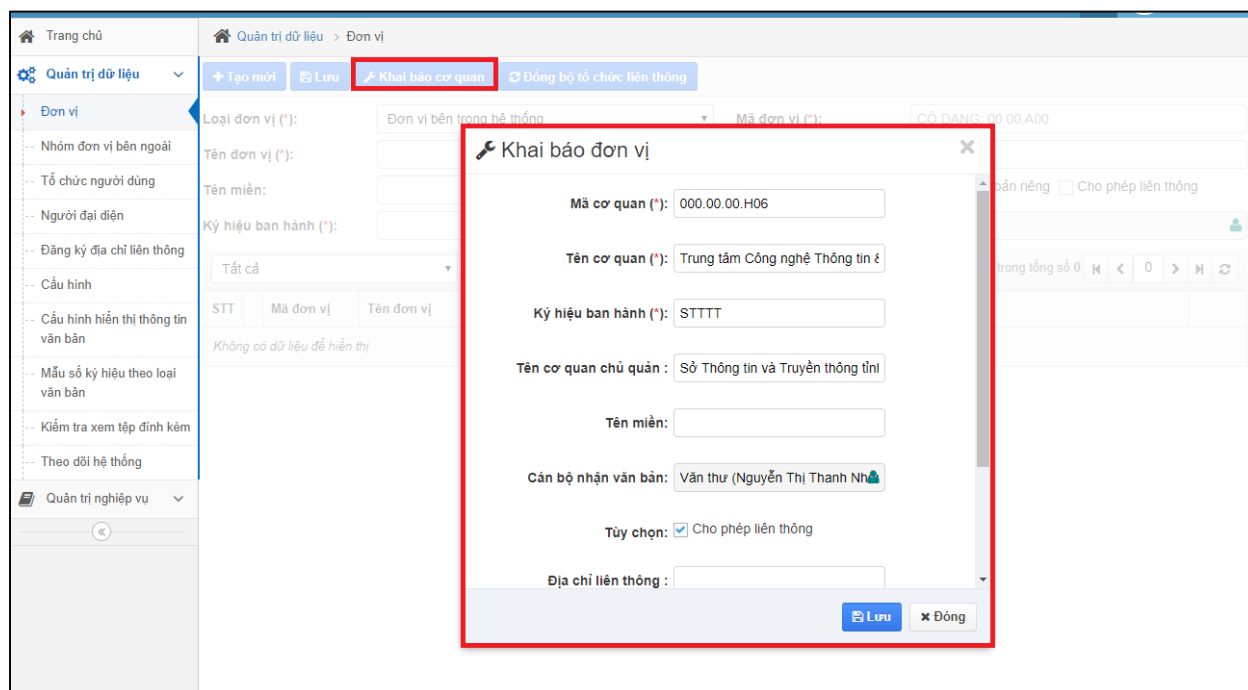 Trang chủ
Quản trị dữ liệu > Đơn vị
Quản trị dữ liệu
+ Tạo mới Lưu Khai báo cơ quan Đồng bộ tổ chức liên thông
Đơn vị
Nhóm đơn vị bên ngoài
Tổ chức người dùng
Người đại diện
Đăng ký địa chỉ liên thông
Cấu hình
Cấu hình hiển thị thông tin
văn bản
Mẫu số ký hiệu theo loại
văn bản
Kiểm tra xem tệp đính kèm
Theo dõi hệ thống
Quản trị nghiệp vụ
Loại đơn vị (*): Đơn vị bên trong hệ thống Mã đơn vị (*): CÓ DẠNG: 00.00.A00
Tên đơn vị (*):
Tên miền: bản riêng Cho phép liên thông
Ký hiệu ban hành (*):
Tất cả trong tổng số 0 0
STT Mã đơn vị Tên đơn vị
Không có dữ liệu để hiển thị
Khai báo đơn vị
Mã cơ quan (*): 000.00.00.H06
Tên cơ quan (*): Trung tâm Công nghệ Thông tin &
Ký hiệu ban hành (*): STTTT
Tên cơ quan chủ quản : Sở Thông tin và Truyền thông tỉnh
Tên miền:
Cán bộ nhận văn bản: Văn thư (Nguyễn Thị Thanh Nh
Tùy chọn: Cho phép liên thông
Địa chỉ liên thông :
Lưu Đóng